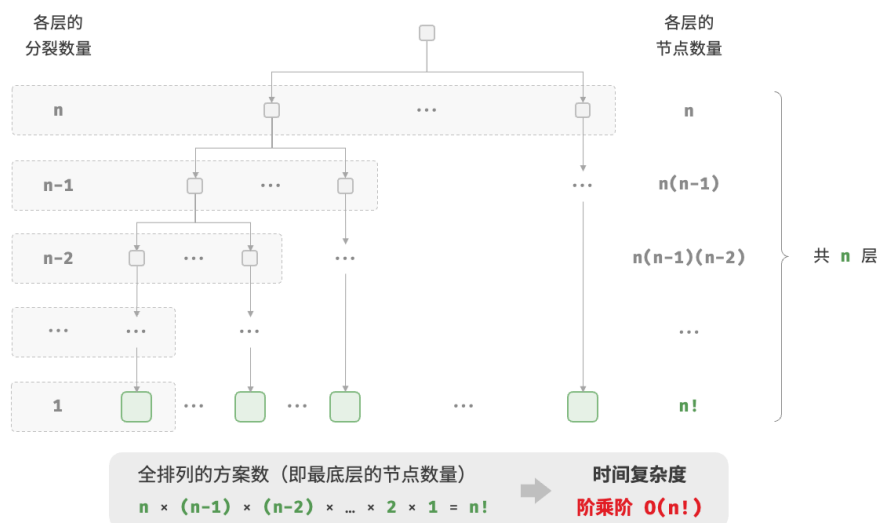 各层的
分裂数量
各层的
节点数量
n
...
n
n-1
...
...
n(n-1)
n-2
...
...
n(n-1)(n-2)
共 n 层
...
...
...
...
1
...
...
...
n!
全排列的方案数（即最底层的节点数量）
n × (n-1) × (n-2) × … × 2 × 1 = n!
时间复杂度
阶乘阶 O(n!)